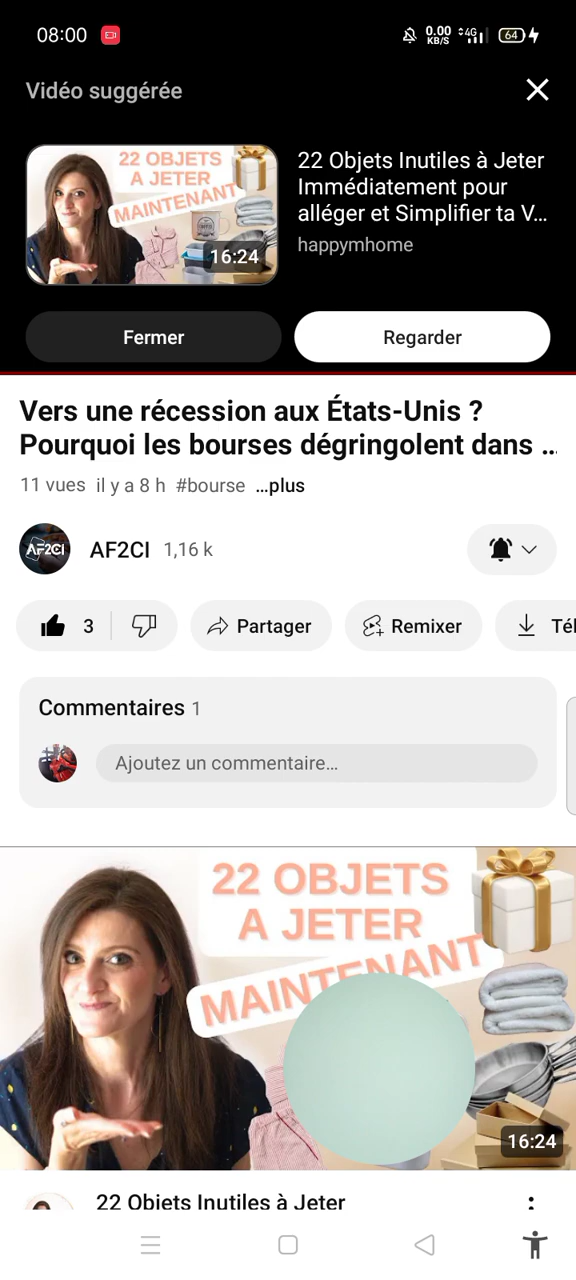 08:00
0.00
KB/S
4G
64
Vidéo suggérée
22 OBJETS
A JETER
MAINTENANT
16:24
22 Objets Inutiles à Jeter
Immédiatement pour
alléger et Simplifier ta V...
happymhome
Fermer
Regarder
Vers une récession aux États-Unis ?
Pourquoi les bourses dégringolent dans ...
11 vues il y a 8 h #bourse ...plus
AF2CI
AF2CI 1,16 k
3
Partager
Remixer
Tél
Commentaires 1
Ajoutez un commentaire...
22 OBJETS
A JETER
MAINTENANT
16:24
22 Objets Inutiles à Jeter